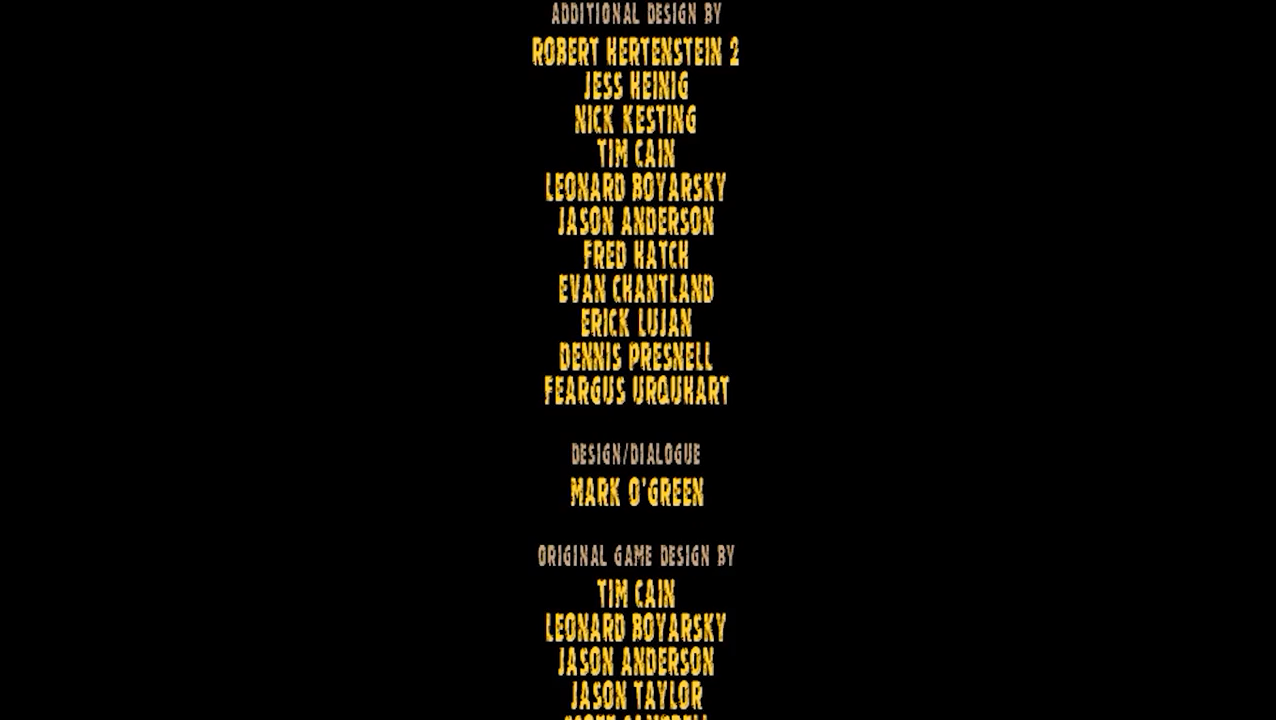 ADDITIONAL DESIGN BY
ROBERT HERTENSTEIN 2
JESS HEINIG
NICK KESTING
TIM CAIN
LEONARD BOYARSKY
JASON ANDERSON
FRED HATCH
EVAN CHANTLAND
ERICK LUJAN
DENNIS PRESNELL
FEARGUS URQUHART
DESIGN/DIALOGUE
MARK O'GREEN
ORIGINAL GAME DESIGN BY
TIM CAIN
LEONARD BOYARSKY
JASON ANDERSON
JASON TAYLOR